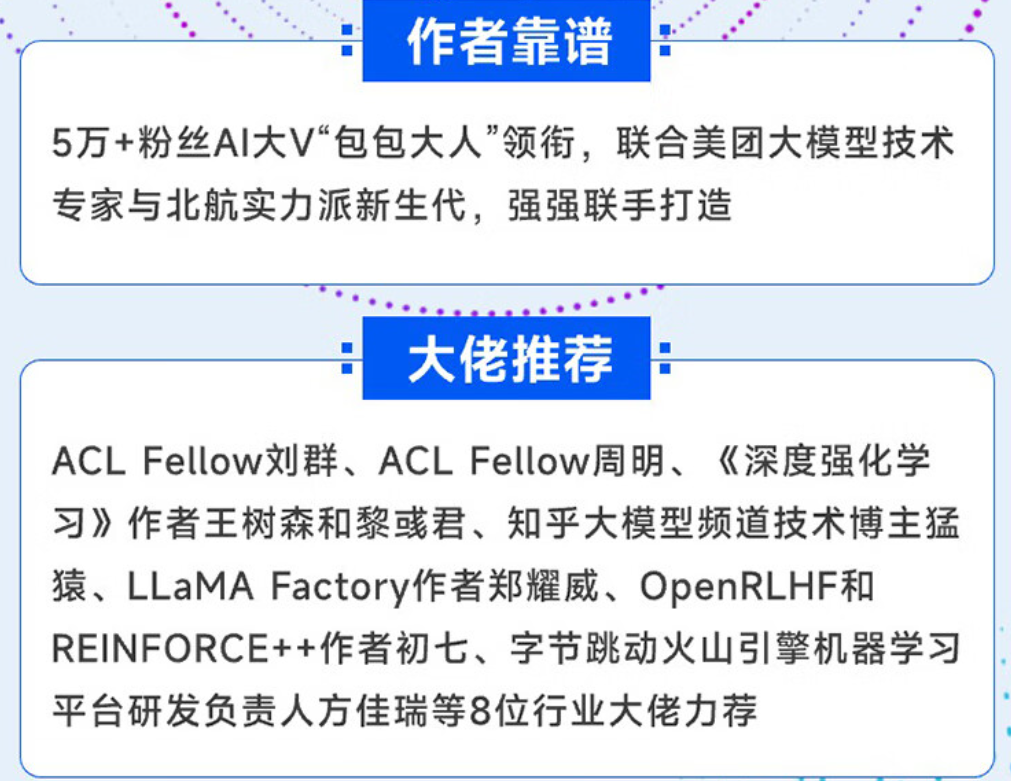 作者靠谱
5万+粉丝AI大V“包包大人”领衔，联合美团大模型技术
专家与北航实力派新生代，强强联手打造
大佬推荐
ACL Fellow刘群、ACL Fellow周明、《深度强化学
习》作者王树森和黎彧君、知乎大模型频道技术博主猛
猿、LLaMA Factory作者郑耀威、OpenRLHF和
REINFORCE++作者初七、字节跳动火山引擎机器学习
平台研发负责人方佳瑞等8位行业大佬力荐